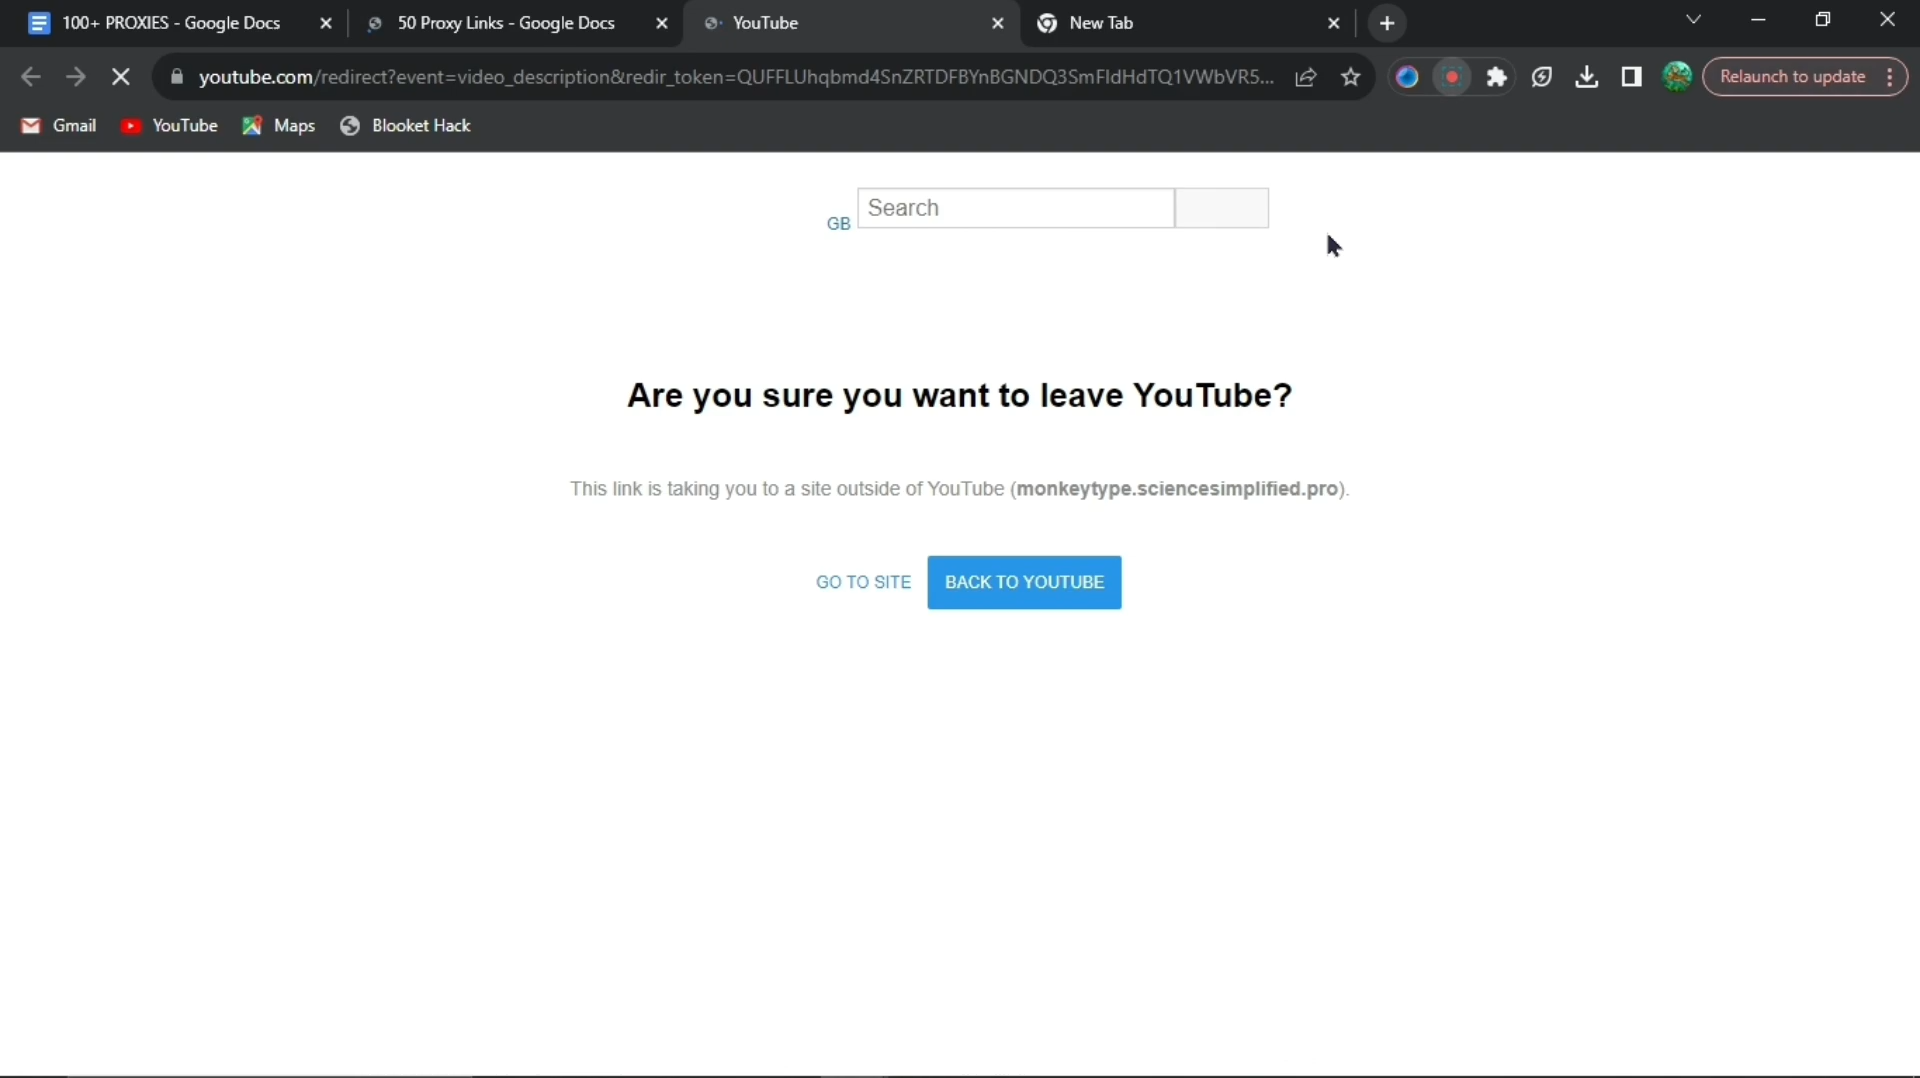 100+ PROXIES - Google Docs
50 Proxy Links - Google Docs
YouTube
New Tab
youtube.com/redirect?event=video_description&redir_token=QUFFLUhqbmd4SnZRTDFBYnBGNDQ3SmFIdHdTQ1VWbVR5...
Relaunch to update
Gmail
YouTube
Maps
Blooket Hack
GB
Search
Are you sure you want to leave YouTube?
This link is taking you to a site outside of YouTube (monkeytype.sciencesimplified.pro).
GO TO SITE
BACK TO YOUTUBE